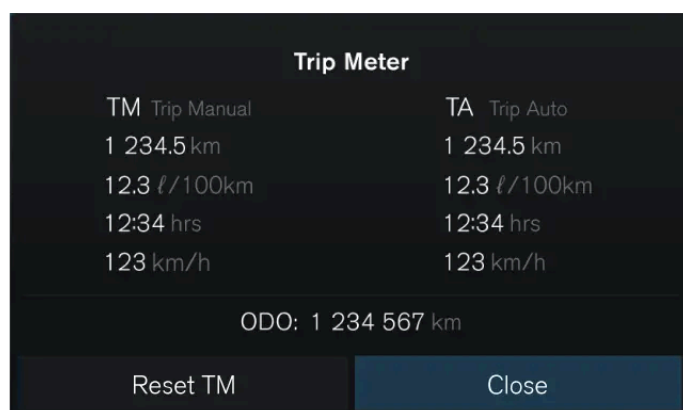 Trip Meter
TM Trip Manual
TA Trip Auto
1 234.5 km
1 234.5 km
12.3 ℓ/100km
12.3 ℓ/100km
12:34 hrs
12:34 hrs
123 km/h
123 km/h
ODO: 1 234 567 km
Reset TM
Close